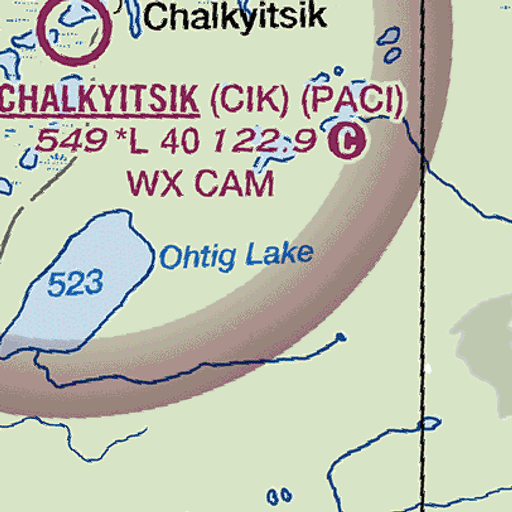 Chalkyitsik
CHALKYITSIK (CIK) (PACI)
549 *L 40 122.9 C
WX CAM
Ohtig Lake
523